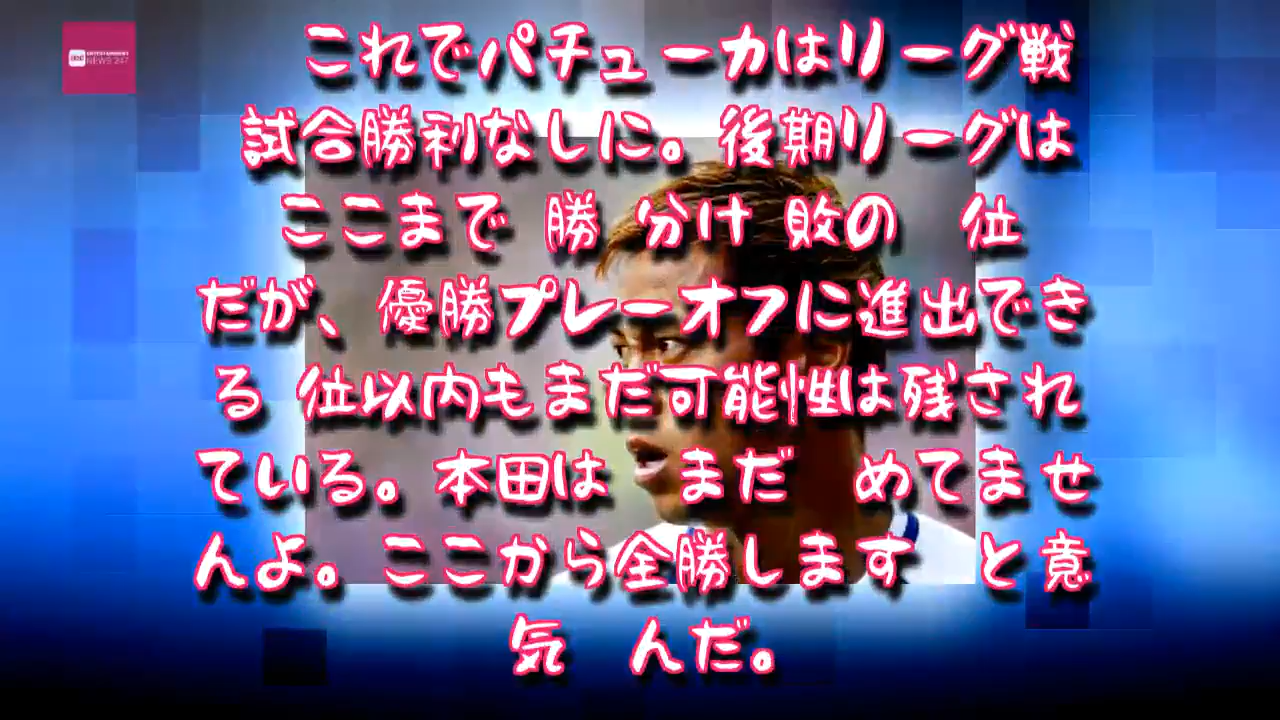 ENTERTAINMENT
NEWS 24/7
これでパチューカはリーグ戦
試合勝利なしに。後期リーグは
ここまで 勝 分け 敗の 位
だが、優勝プレーオフに進出でき
る 位以内もまだ可能性は残され
ている。本田は まだ めてませ
んよ。ここから全勝します と意
気 んだ。